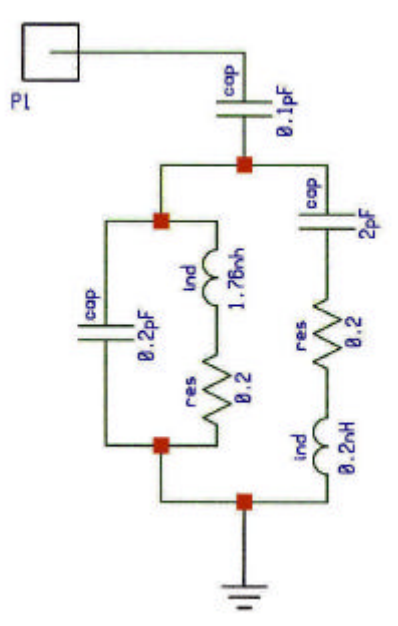 P1
cap
0.1pF
cap
2pF
ind
1.76nh
cap
0.2pF
res
0.2
res
0.2
ind
0.2nH